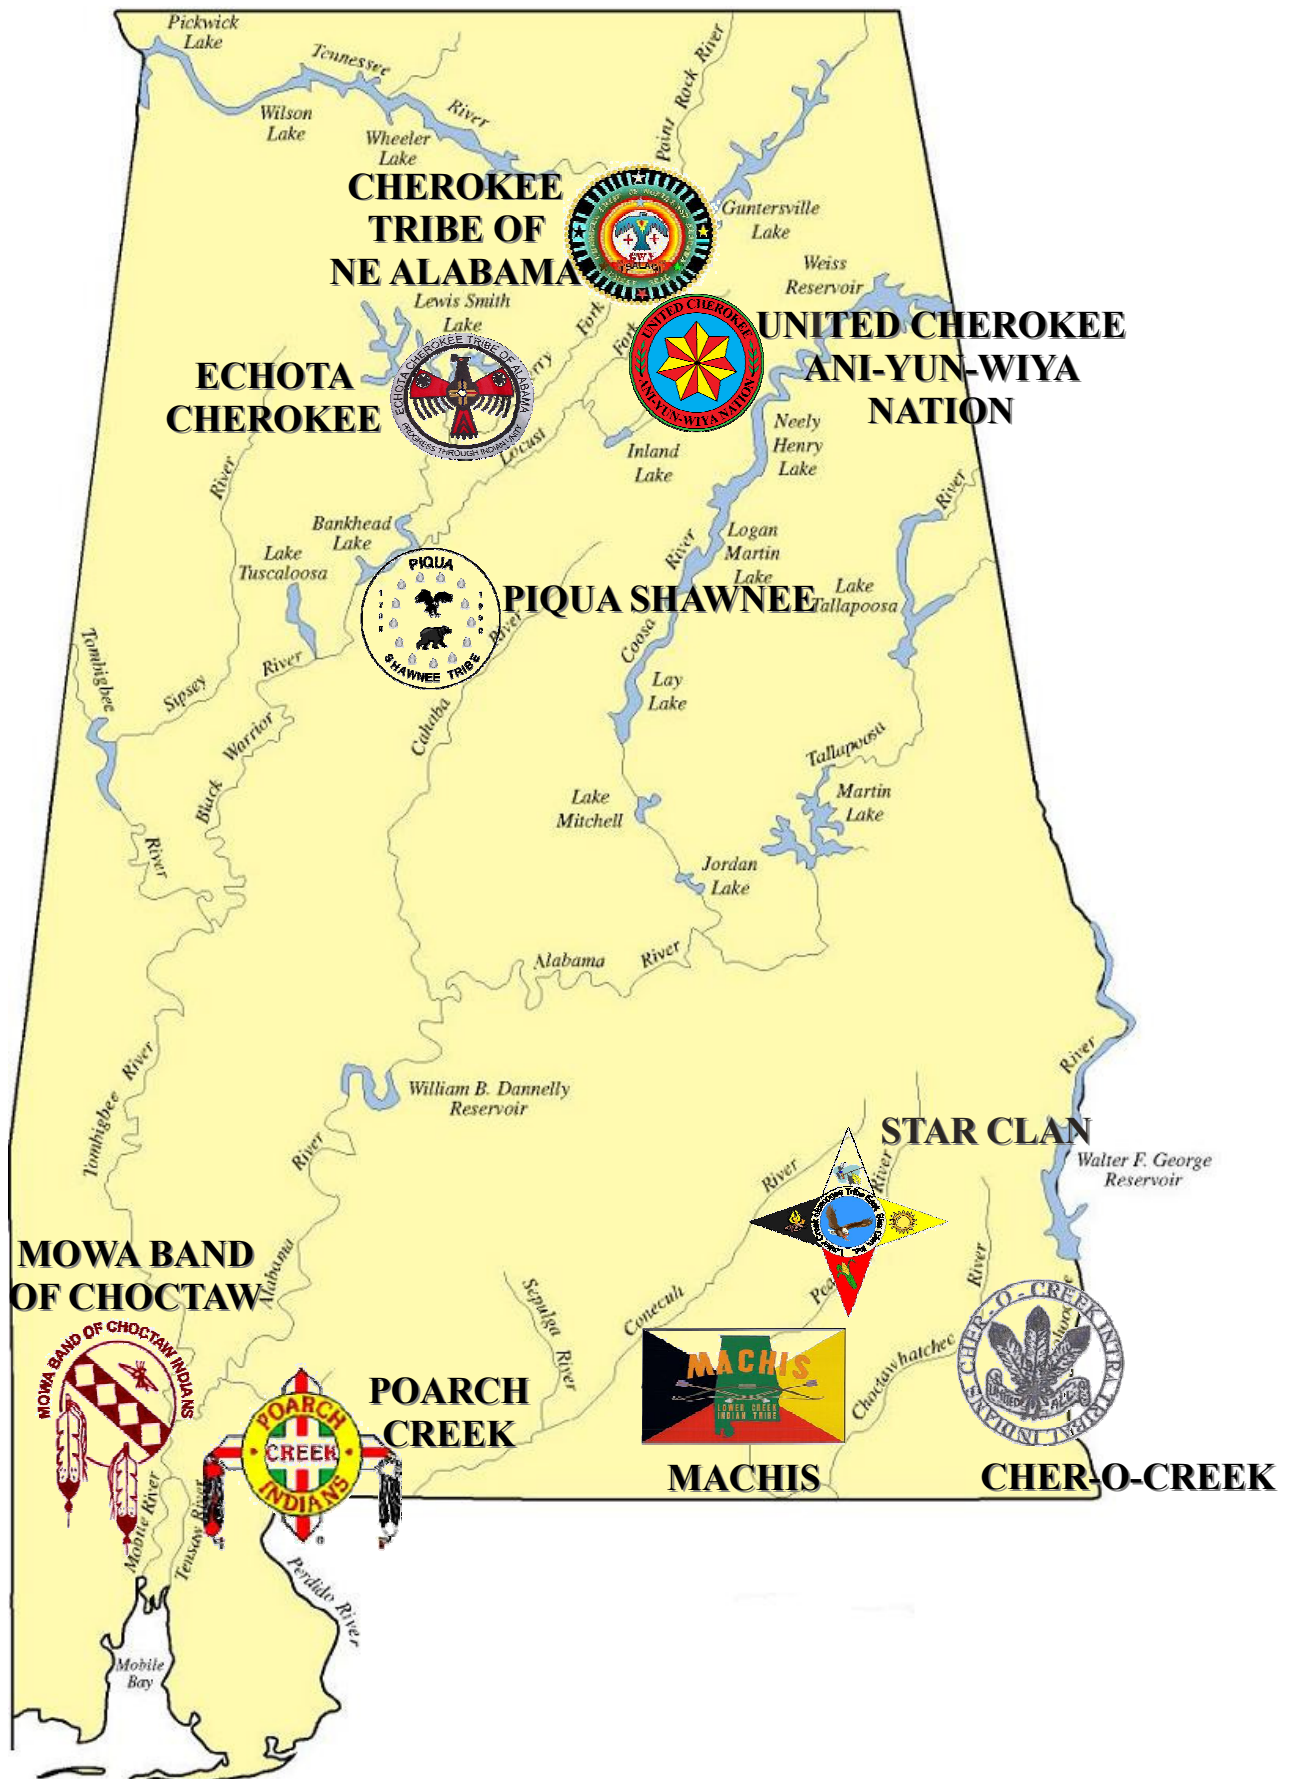 Pickwick
Lake
Tennessee
River
Wilson
Lake
Wheeler
Lake
Paint Rock River
CHEROKEE
TRIBE OF
NE ALABAMA
Guntersville
Lake
Weiss
Reservoir
Lewis Smith
Lake
Fork
Fork
UNITED CHEROKEE
ANI-YUN-WIYA NATION
UNITED CHEROKEE
ANI-YUN-WIYA
NATION
ECHOTA
CHEROKEE
ECHOTA CHEROKEE TRIBE OF ALABAMA
PROGRESS THROUGH INDIAN UNITY
Locust
Inland
Lake
Neely
Henry
Lake
River
River
Bankhead
Lake
Lake
Tuscaloosa
PIQUA
SHAWNEE TRIBE
PIQUA SHAWNEE
River
Logan
Martin
Lake
Lake
Tallapoosa
Coosa
River
Tombigbee
Sipsey
River
Lay
Lake
Cahaba
Warrior
Black
Tallapoosa
Lake
Mitchell
Martin
Lake
River
Jordan
Lake
Alabama
River
River
Tombigbee
William B. Dannelly
Reservoir
River
River
STAR CLAN
River
River
Walter F. George
Reservoir
MOWA BAND
OF CHOCTAW
MOWA BAND OF CHOCTAW INDIANS
Alabama
Sepulga
River
Conecuh
River
Pea
Choctawhatchee
CHER-O-CREEK INTRA TRIBAL INDIANS
POARCH
CREEK
POARCH
CREEK
INDIANS
MACHIS
LOWER CREEK
INDIAN TRIBE
MACHIS
CHER-O-CREEK
Mobile River
Tensaw River
Perdido River
Mobile
Bay